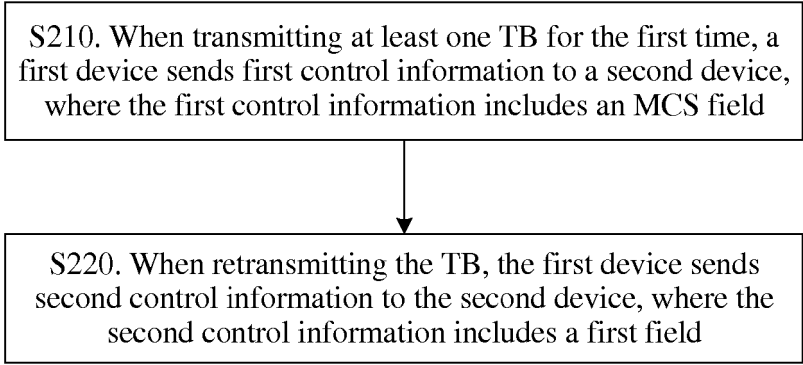 S210. When transmitting at least one TB for the first time, a
first device sends first control information to a second device,
where the first control information includes an MCS field
S220. When retransmitting the TB, the first device sends
second control information to the second device, where the
second control information includes a first field